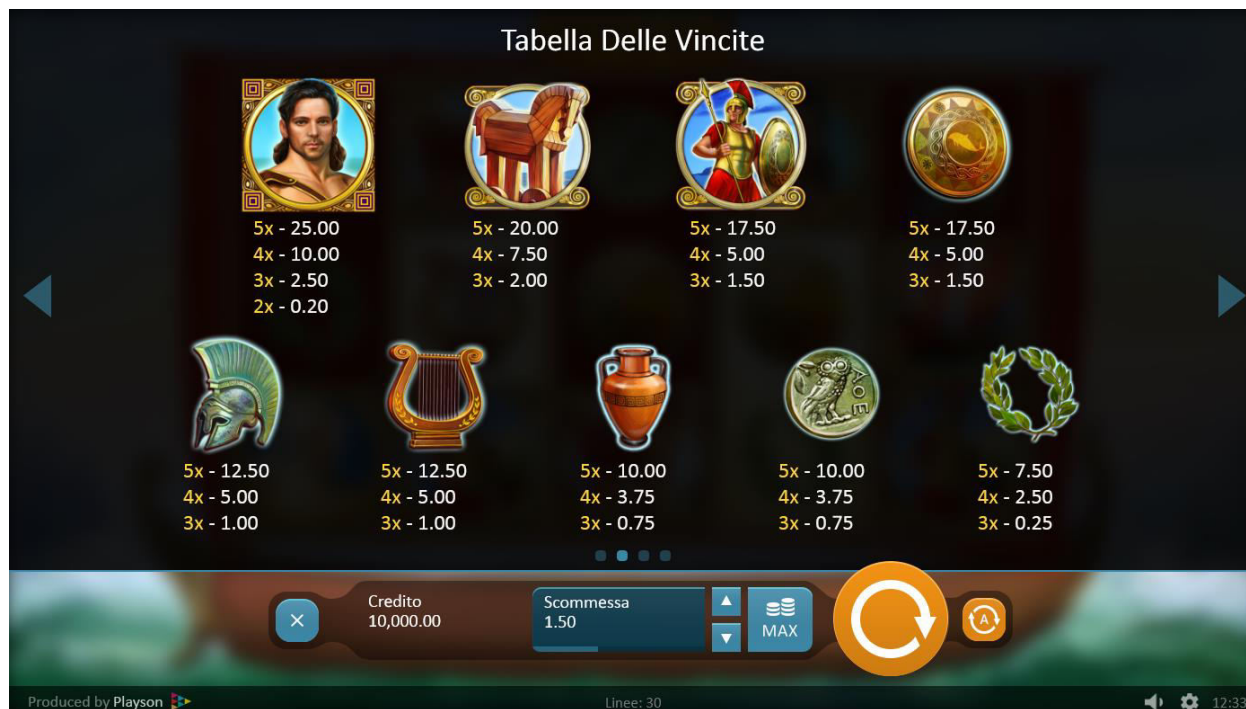 Tabella Delle Vincite
5x - 25.00
4x - 10.00
3x - 2.50
2x - 0.20
5x - 20.00
4x - 7.50
3x - 2.00
5x - 17.50
4x - 5.00
3x - 1.50
5x - 17.50
4x - 5.00
3x - 1.50
5x - 12.50
4x - 5.00
3x - 1.00
5x - 12.50
4x - 5.00
3x - 1.00
5x - 10.00
4x - 3.75
3x - 0.75
ΑΘΕ
5x - 10.00
4x - 3.75
3x - 0.75
5x - 7.50
4x - 2.50
3x - 0.25
Credito
10,000.00
Scommessa
1.50
MAX
A
Produced by Playson
Linee: 30
12:33